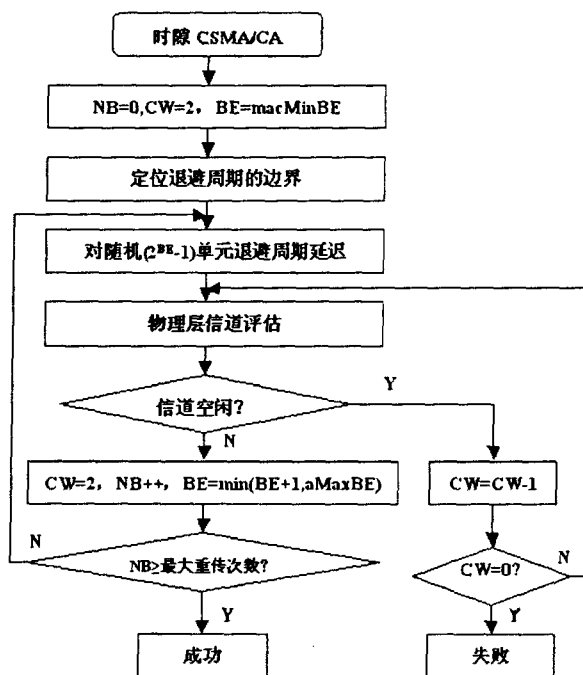 时隙 CSMA/CA
NB=0,CW=2， BE=macMinBE
定位退避周期的边界
对随机(2^BE-1)单元退避周期延迟
物理层信道评估
信道空闲?
Y
N
CW=2， NB++， BE=min(BE+1,aMaxBE)
CW=CW-1
N
NB≥最大重传次数?
CW=0?
N
Y
Y
成功
失败